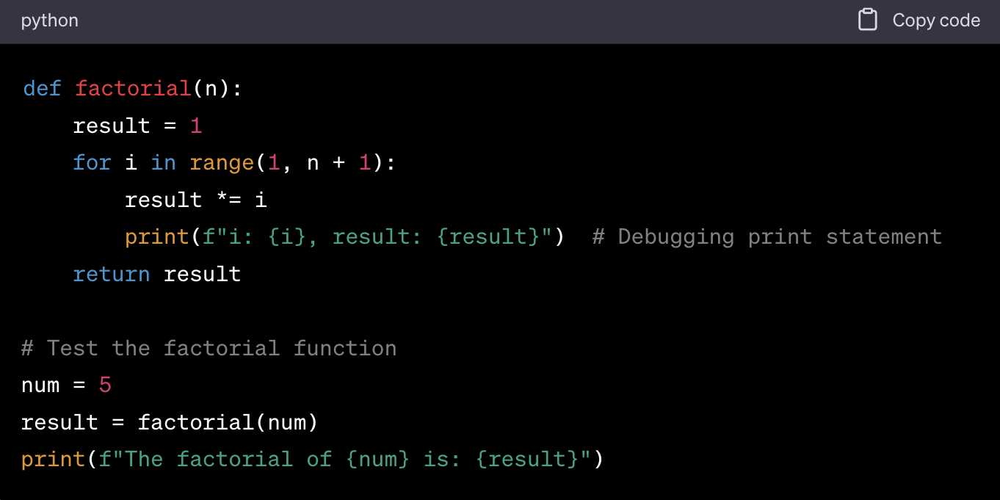 python
Copy code
def factorial(n):
    result = 1
    for i in range(1, n + 1):
        result *= i
        print(f"i: {i}, result: {result}")  # Debugging print statement
    return result

# Test the factorial function
num = 5
result = factorial(num)
print(f"The factorial of {num} is: {result}")